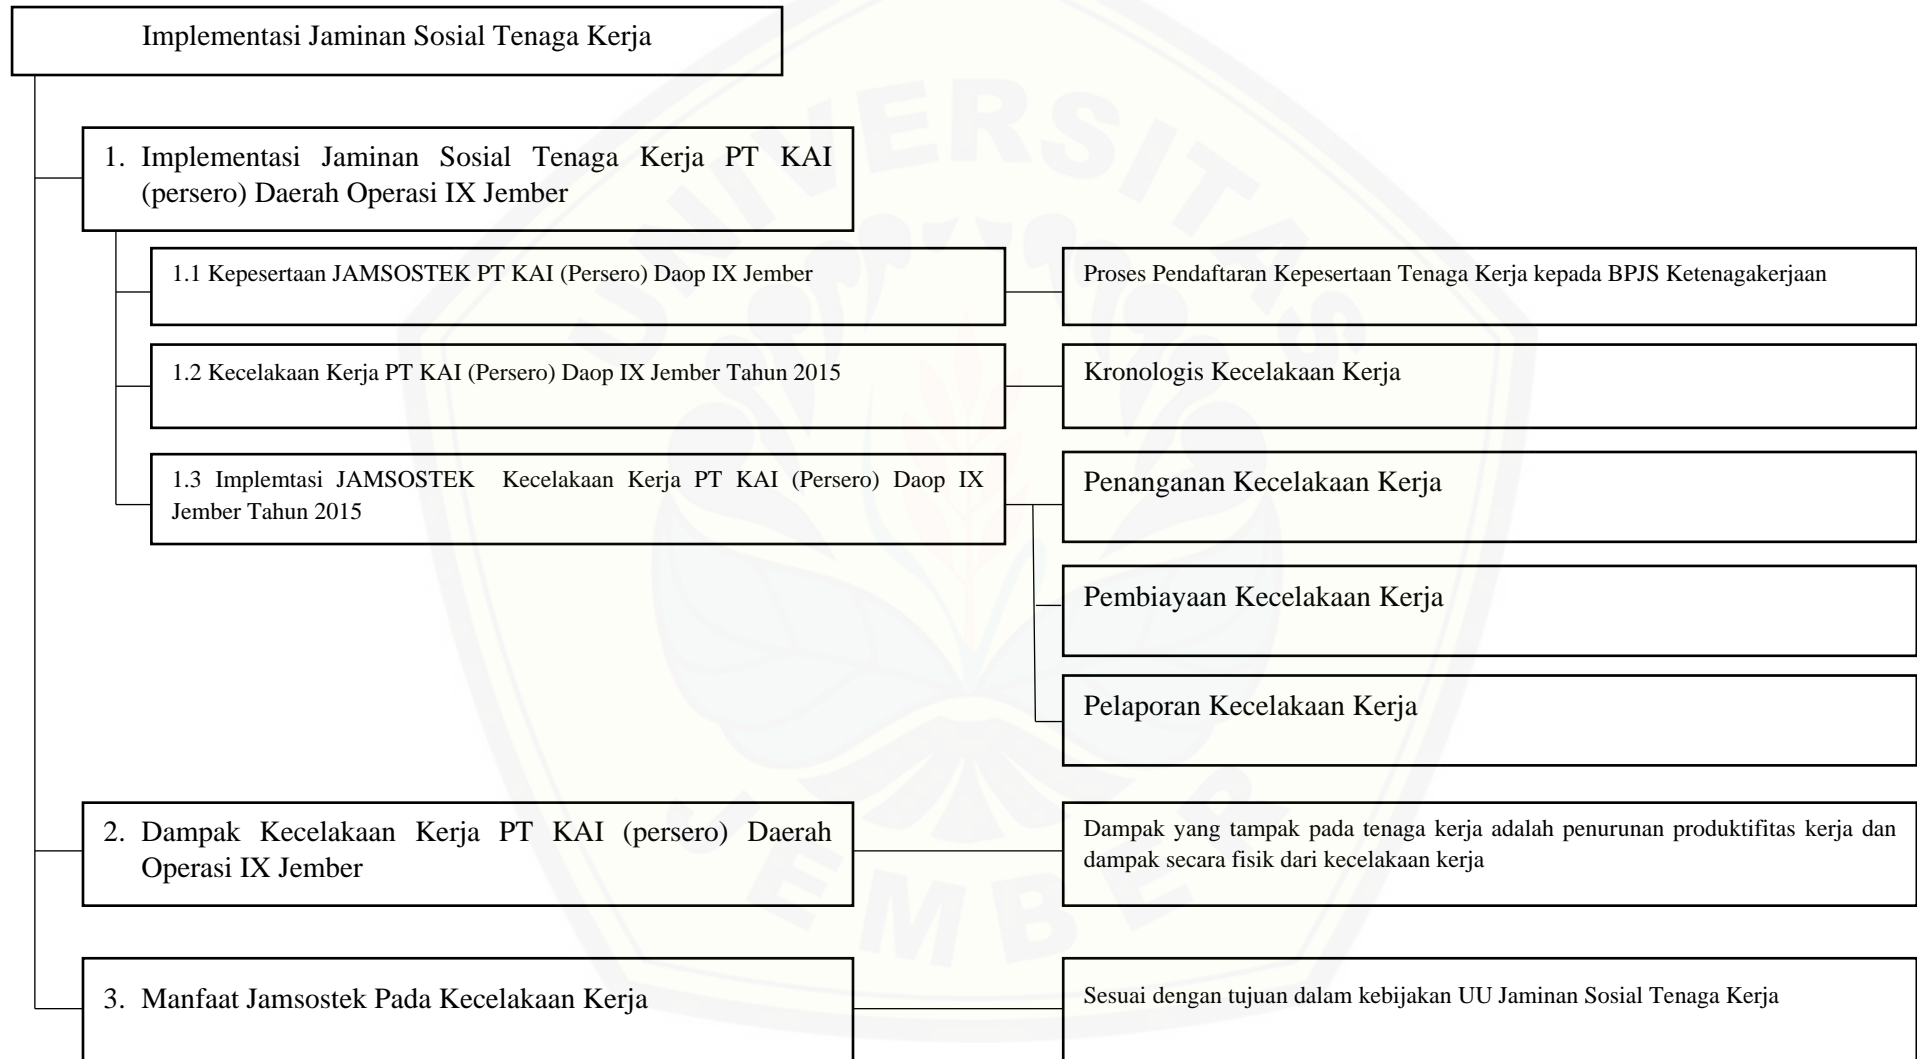 Implementasi Jaminan Sosial Tenaga Kerja
1. Implementasi Jaminan Sosial Tenaga Kerja PT KAI
(persero) Daerah Operasi IX Jember
1.1 Kepesertaan JAMSOSTEK PT KAI (Persero) Daop IX Jember
Proses Pendaftaran Kepesertaan Tenaga Kerja kepada BPJS Ketenagakerjaan
1.2 Kecelakaan Kerja PT KAI (Persero) Daop IX Jember Tahun 2015
Kronologis Kecelakaan Kerja
1.3 Implemtasi JAMSOSTEK Kecelakaan Kerja PT KAI (Persero) Daop IX
Jember Tahun 2015
Penanganan Kecelakaan Kerja
Pembiayaan Kecelakaan Kerja
Pelaporan Kecelakaan Kerja
2. Dampak Kecelakaan Kerja PT KAI (persero) Daerah
Operasi IX Jember
Dampak yang tampak pada tenaga kerja adalah penurunan produktifitas kerja dan
dampak secara fisik dari kecelakaan kerja
3. Manfaat Jamsostek Pada Kecelakaan Kerja
Sesuai dengan tujuan dalam kebijakan UU Jaminan Sosial Tenaga Kerja
UNIVERSITAS
JEMBER